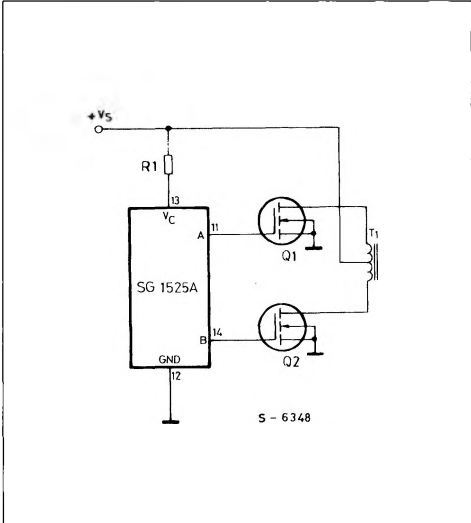 +VS
R1
13
VC
11
A
Q1
T1
SG 1525A
14
B
Q2
GND
12
S - 6348